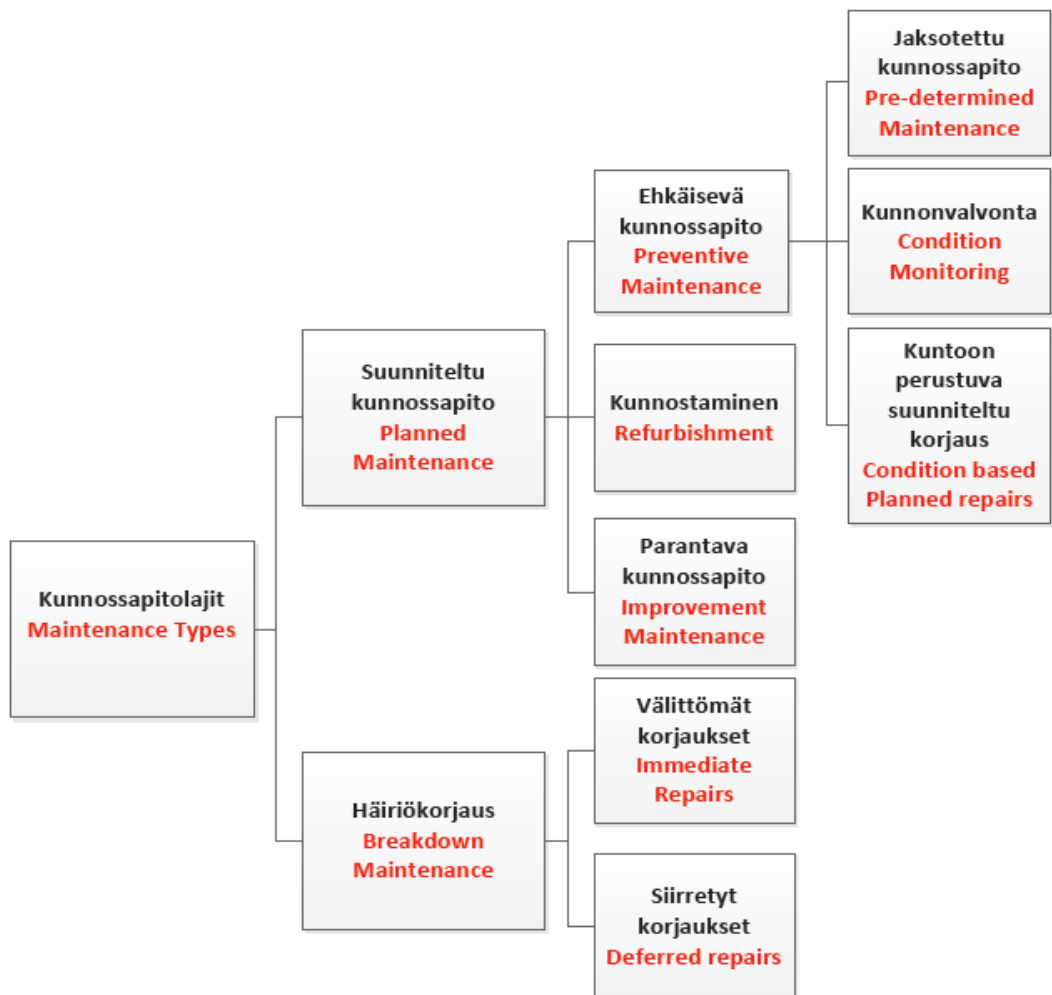 Jaksotettu
kunnossapito
Pre-determined
Maintenance
Ehkäisevä
kunnossapito
Preventive
Maintenance
Kunnonvalvonta
Condition
Monitoring
Suunniteltu
kunnossapito
Planned
Maintenance
Kunnostaminen
Refurbishment
Kuntoon
perustuva
suunniteltu
korjaus
Condition based
Planned repairs
Parantava
kunnossapito
Improvement
Maintenance
Kunnossapitolajit
Maintenance Types
Välittömät
korjaukset
Immediate
Repairs
Häiriökorjaus
Breakdown
Maintenance
Siirretyt
korjaukset
Deferred repairs